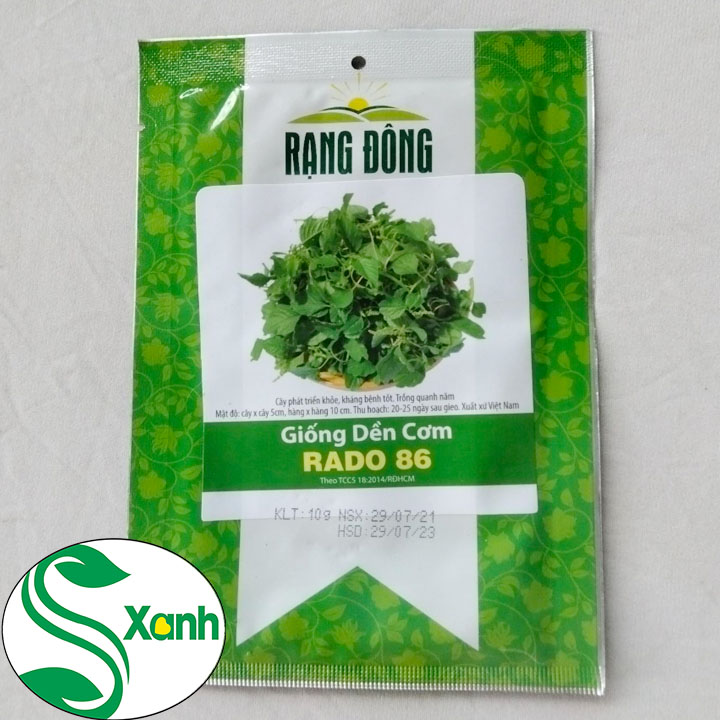 RẠNG ĐÔNG
Cây phát triển khỏe, kháng bệnh tốt. Trồng quanh năm
Mật độ: cây x cây 5cm, hàng x hàng 10 cm. Thu hoạch: 20-25 ngày sau gieo. Xuất xứ Việt Nam
Giống Dền Cơm
RADO 86
Theo TCCS 18:2014/RĐHCM
KLT: 10g NSX: 29/07/21
HSD: 29/07/23
Xanh